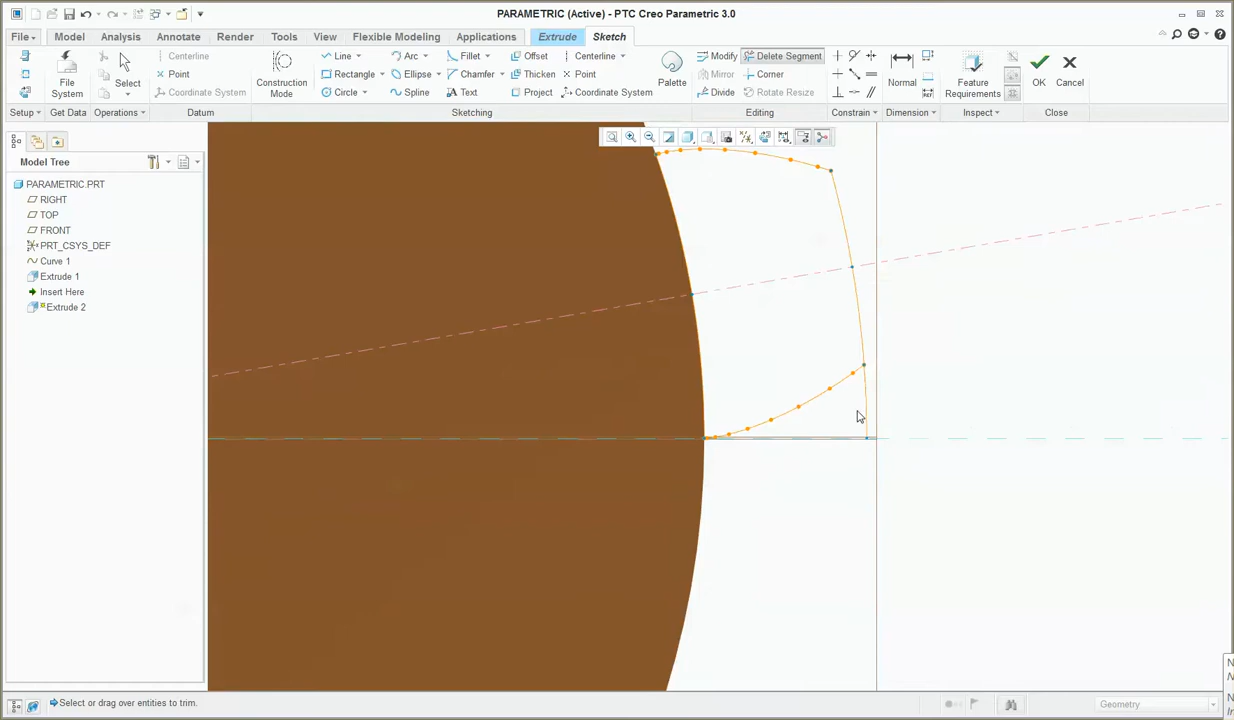 PARAMETRIC (Active) - PTC Creo Parametric 3.0
File Model Analysis Annotate Render Tools View Flexible Modeling Applications Extrude Sketch
Centerline Line Arc Fillet Offset Centerline Modify Delete Segment
Point Rectangle Ellipse Chamfer Thicken Point Mirror Corner
Coordinate System Circle Spline Text Project Coordinate System Divide Rotate Resize
File System Select Construction Mode Palette Normal Feature Requirements OK Cancel
Setup Get Data Operations Datum Sketching Editing Constrain Dimension Inspect Close
Model Tree
PARAMETRIC.PRT
RIGHT
TOP
FRONT
PRT_CSYS_DEF
Curve 1
Extrude 1
Insert Here
Extrude 2
Select or drag over entities to trim.
Geometry